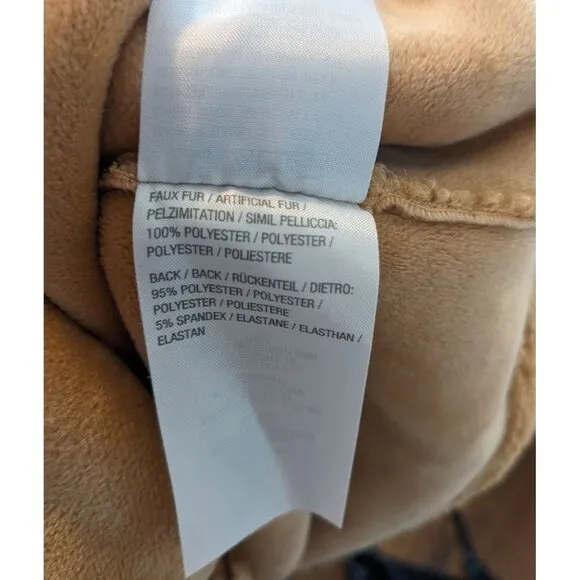 FAUX FUR / ARTIFICIAL FUR /
PELZIMITATION / SIMIL PELLICCIA:
100% POLYESTER / POLYESTER /
POLYESTER / POLIESTERE
BACK / BACK / RÜCKENTEIL / DIETRO:
95% POLYESTER / POLYESTER /
POLYESTER / POLIESTERE
5% SPANDEX / ELASTANE / ELASTHAN /
ELASTAN